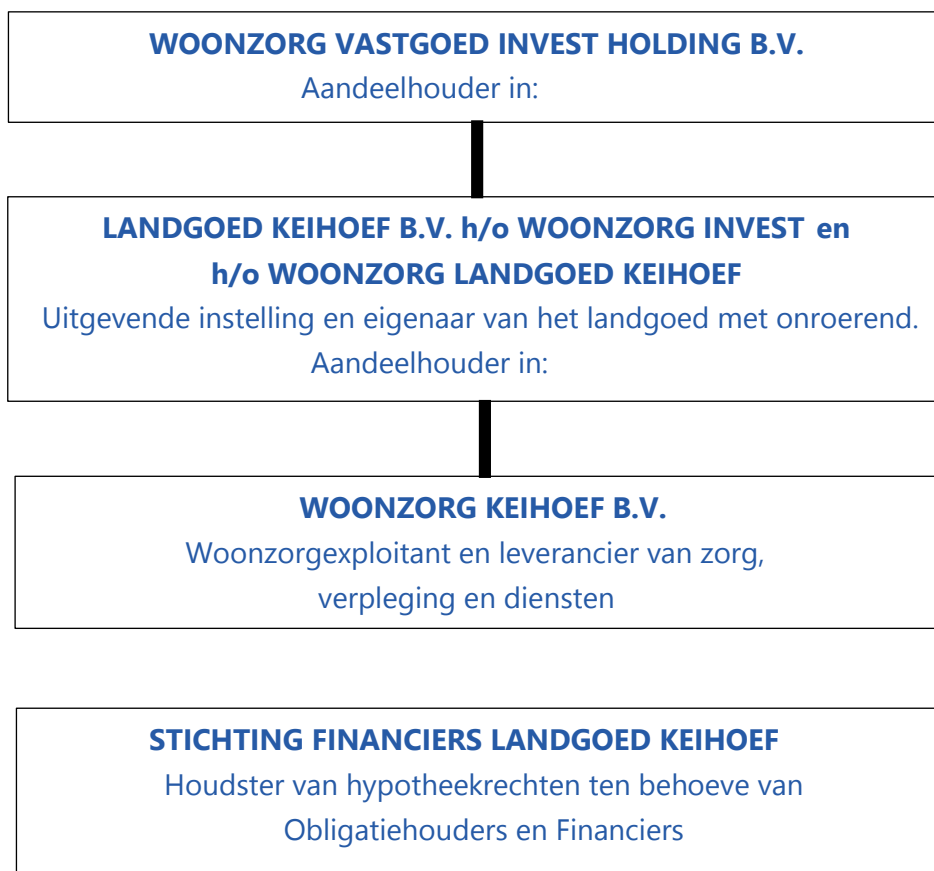 WOONZORG VASTGOED INVEST HOLDING B.V.
Aandeelhouder in:
LANDGOED KEIHOEF B.V. h/o WOONZORG INVEST en
h/o WOONZORG LANDGOED KEIHOEF
Uitgevende instelling en eigenaar van het landgoed met onroerend.
Aandeelhouder in:
WOONZORG KEIHOEF B.V.
Woonzorgexploitant en leverancier van zorg,
verpleging en diensten
STICHTING FINANCIERS LANDGOED KEIHOEF
Houdster van hypotheekrechten ten behoeve van
Obligatiehouders en Financiers